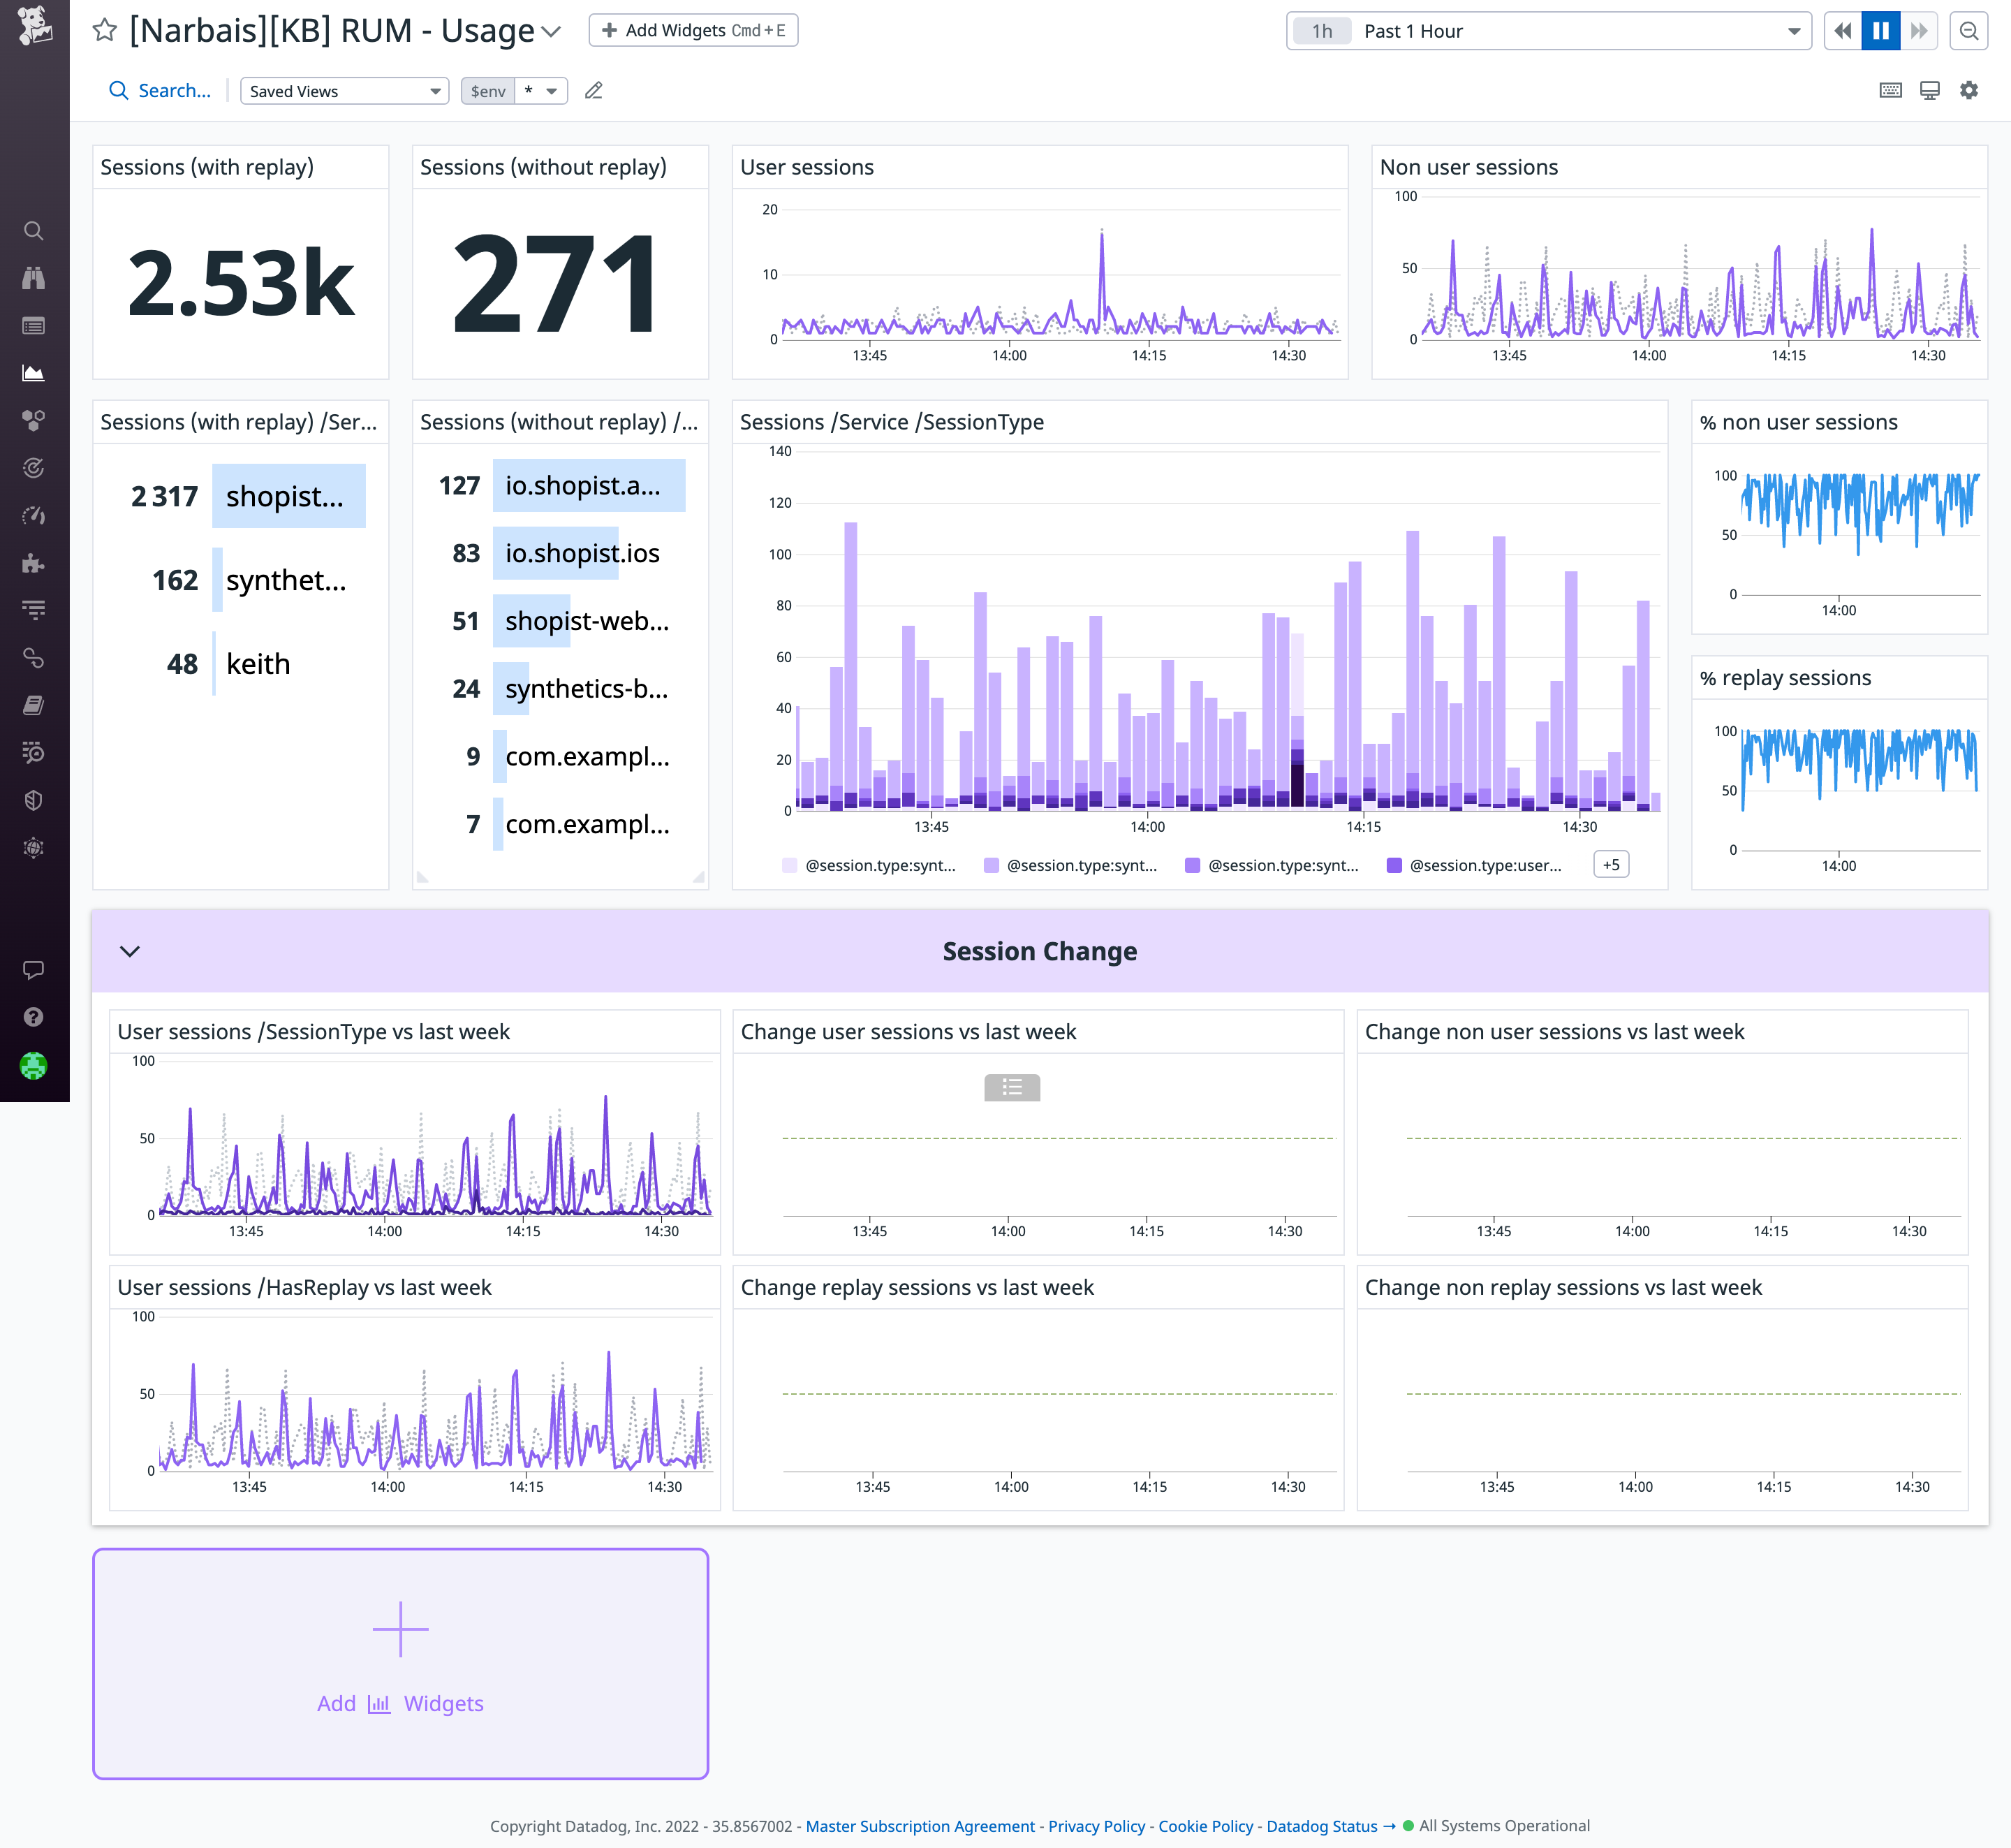 [Narbais][KB] RUM - Usage
Add Widgets Cmd+E
1h Past 1 Hour
Search...
Saved Views
$env *
Sessions (with replay)
2.53k
Sessions (without replay)
271
User sessions
20
10
0
13:45 14:00 14:15 14:30
Non user sessions
100
50
0
13:45 14:00 14:15 14:30
Sessions (with replay) /Ser...
2 317 shopist...
162 synthet...
48 keith
Sessions (without replay) /...
127 io.shopist.a...
83 io.shopist.ios
51 shopist-web...
24 synthetics-b...
9 com.exampl...
7 com.exampl...
Sessions /Service /SessionType
140
120
100
80
60
40
20
0
13:45 14:00 14:15 14:30
@session.type:synt... @session.type:synt... @session.type:synt... @session.type:user... +5
% non user sessions
100
50
0
14:00
% replay sessions
100
50
0
14:00
Session Change
User sessions /SessionType vs last week
100
50
0
13:45 14:00 14:15 14:30
Change user sessions vs last week
13:45 14:00 14:15 14:30
Change non user sessions vs last week
13:45 14:00 14:15 14:30
User sessions /HasReplay vs last week
100
50
0
13:45 14:00 14:15 14:30
Change replay sessions vs last week
13:45 14:00 14:15 14:30
Change non replay sessions vs last week
13:45 14:00 14:15 14:30
Add Widgets
Copyright Datadog, Inc. 2022 - 35.8567002 - Master Subscription Agreement - Privacy Policy - Cookie Policy - Datadog Status → All Systems Operational